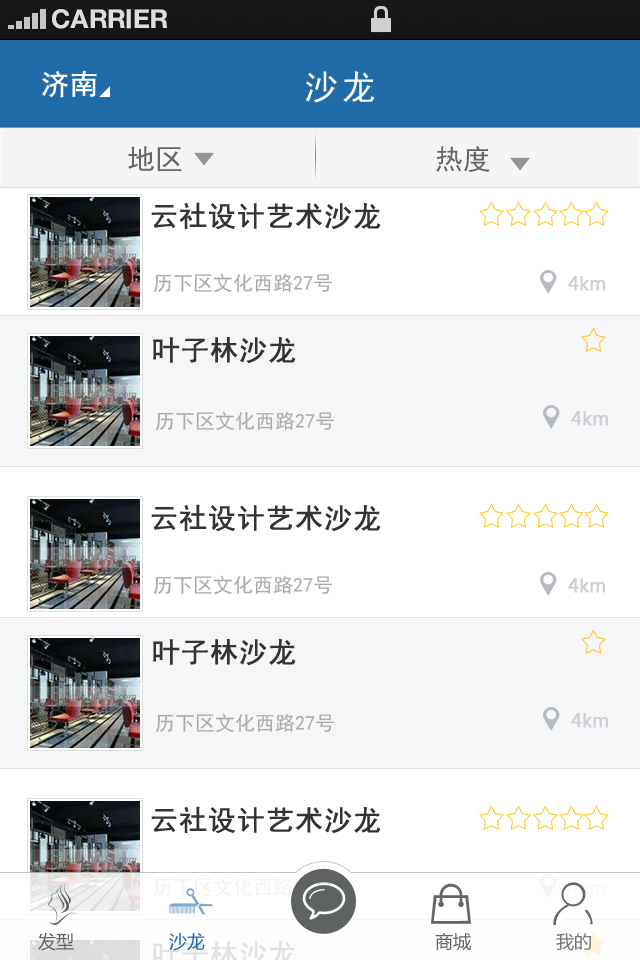 CARRIER
济南 沙龙
地区 热度
云社设计艺术沙龙
历下区文化西路27号 4km
叶子林沙龙
历下区文化西路27号 4km
云社设计艺术沙龙
历下区文化西路27号 4km
叶子林沙龙
历下区文化西路27号 4km
云社设计艺术沙龙
历下区文化西路27号 4km
叶子林沙龙
发型 沙龙 商城 我的